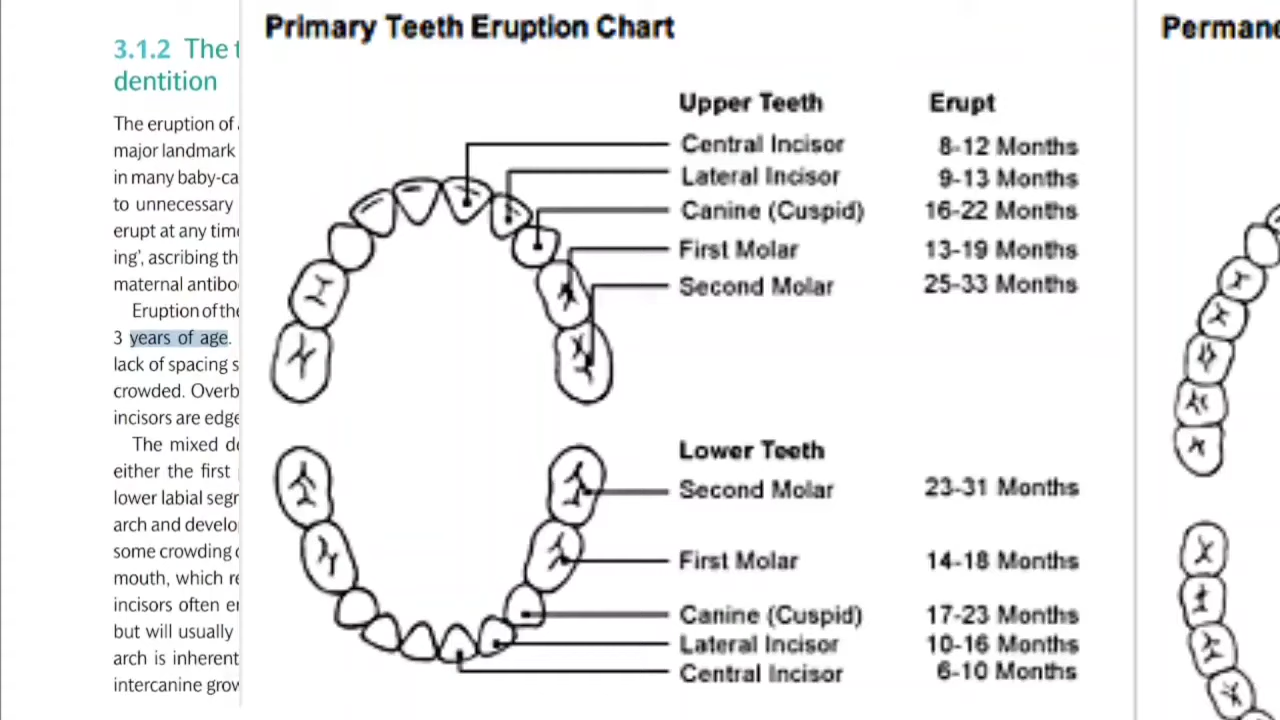 3.1.2 The t
dentition
The eruption of
major landmark
in many baby-ca
to unnecessary
erupt at any tim
ing', ascribing th
maternal antibo
Eruption of the
3 years of age.
lack of spacing s
crowded. Overb
incisors are edge
The mixed de
either the first
lower labial segr
arch and develo
some crowding
mouth, which re
incisors often er
but will usually
arch is inherent
intercanine grow
Primary Teeth Eruption Chart
Upper Teeth Erupt
Central Incisor 8-12 Months
Lateral Incisor 9-13 Months
Canine (Cuspid) 16-22 Months
First Molar 13-19 Months
Second Molar 25-33 Months
Lower Teeth
Second Molar 23-31 Months
First Molar 14-18 Months
Canine (Cuspid) 17-23 Months
Lateral Incisor 10-16 Months
Central Incisor 6-10 Months
Permane